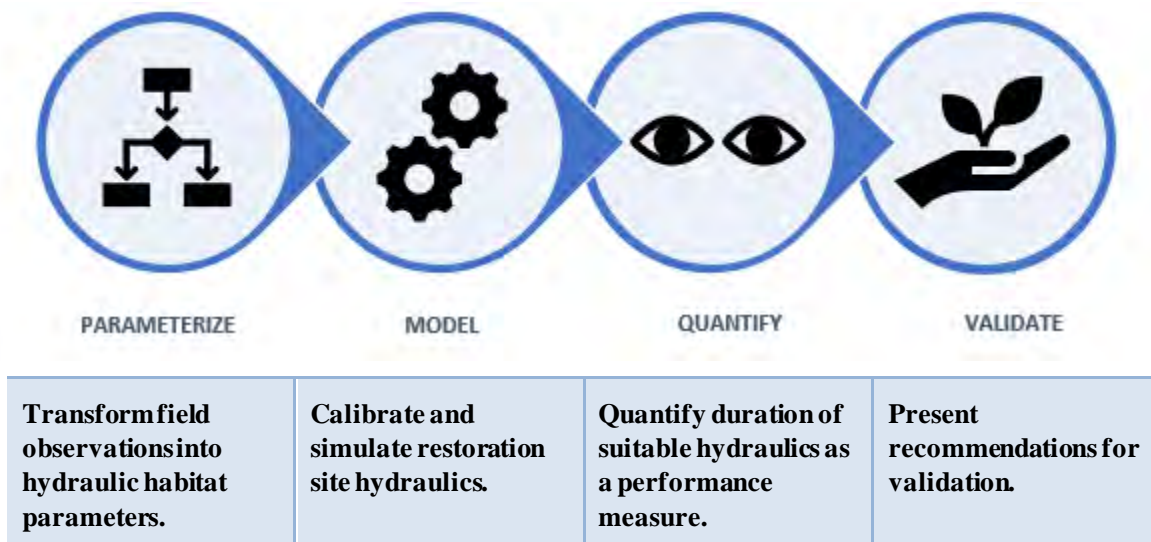 PARAMETERIZE
MODEL
QUANTIFY
VALIDATE
Transform field
observations into
hydraulic habitat
parameters.
Calibrate and
simulate restoration
site hydraulics.
Quantify duration of
suitable hydraulics as
a performance
measure.
Present
recommendations for
validation.